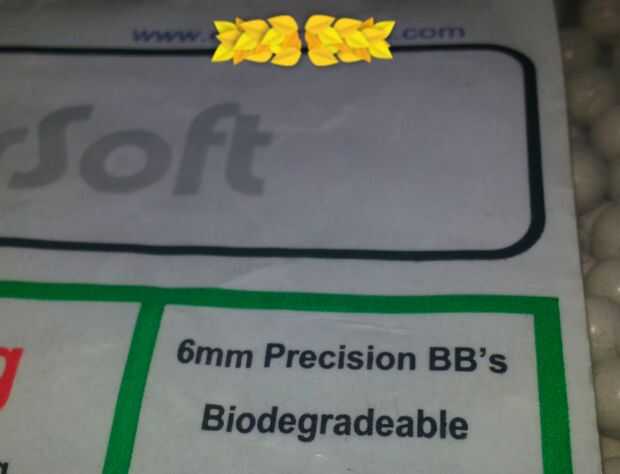 www.
.com
rSoft
g
6mm Precision BB's
Biodegradeable
g